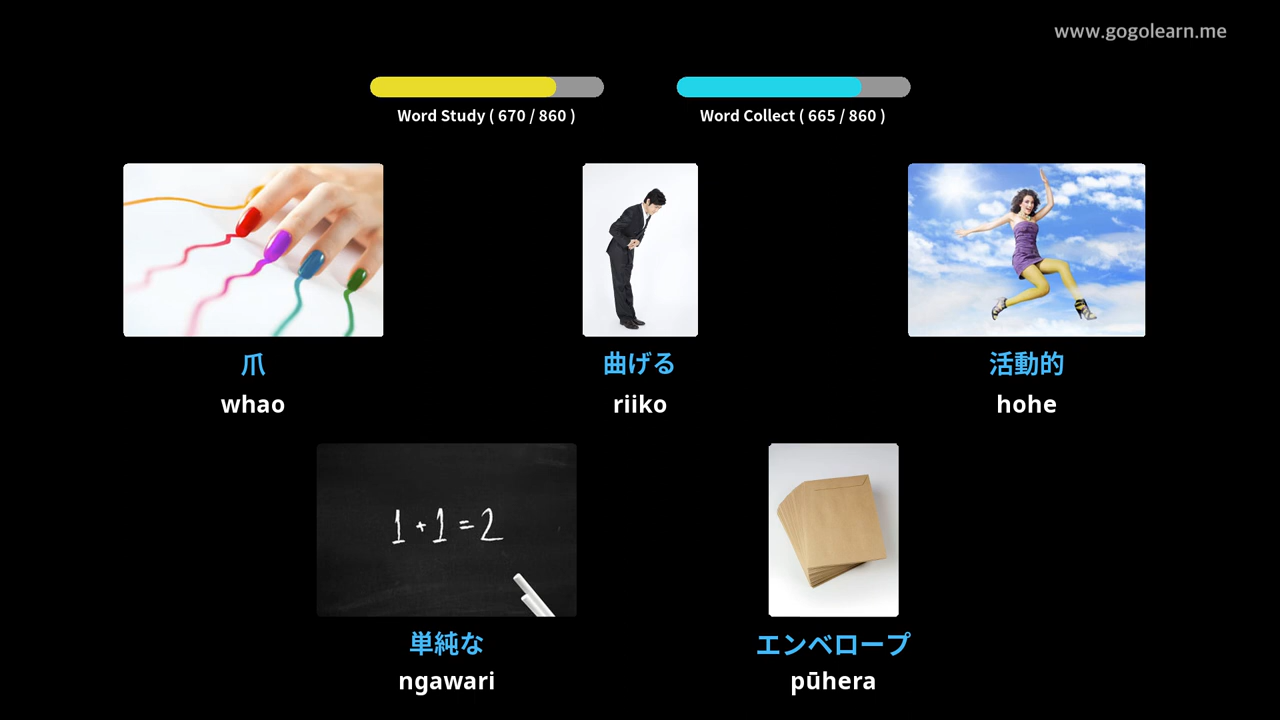 www.gogolearn.me
Word Study ( 670 / 860 )
Word Collect ( 665 / 860 )
爪
whao
曲げる
riiko
活動的
hohe
1 + 1 = 2
単純な
ngawari
エンベロープ
pūhera